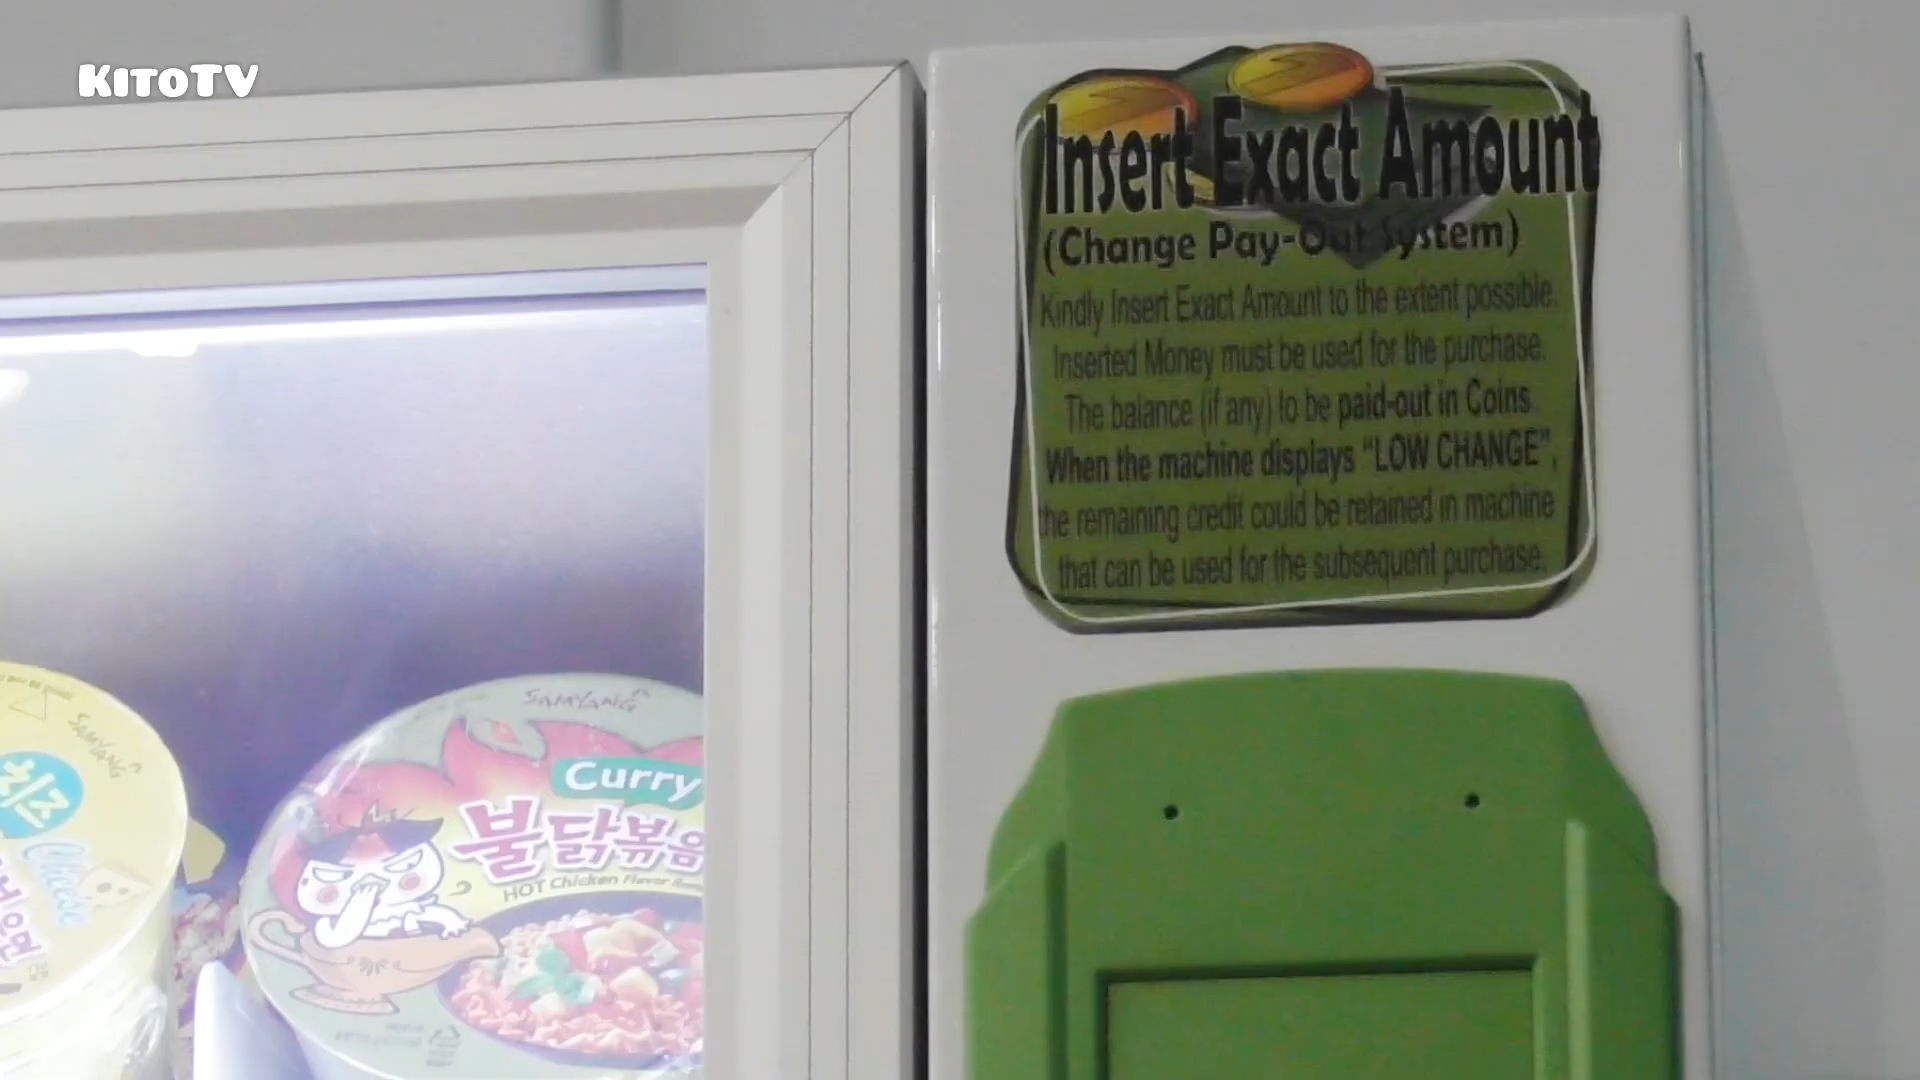 KitoTV
Insert Exact Amount
(Change Pay-Out System)
Kindly Insert Exact Amount to the extent possible.
Inserted Money must be used for the purchase.
The balance (if any) to be paid-out in Coins.
When the machine displays “LOW CHANGE”,
the remaining credit could be retained in machine
that can be used for the subsequent purchase.
SAMYANG
치즈
Cheese
SAMYANG
Curry
불닭볶음
HOT Chicken Flavor